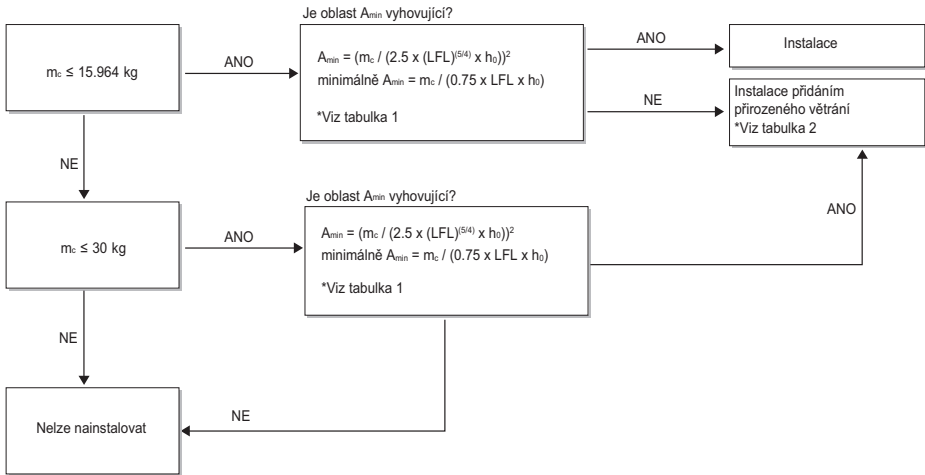 Je oblast Amin vyhovující?
mc ≤ 15.964 kg
ANO
Amin = (mc / (2.5 x (LFL)(5/4) x h0))2
minimálně Amin = mc / (0.75 x LFL x h0)
*Viz tabulka 1
ANO
Instalace
NE
Instalace přidáním
přirozeného větrání
*Viz tabulka 2
NE
Je oblast Amin vyhovující?
mc ≤ 30 kg
ANO
Amin = (mc / (2.5 x (LFL)(5/4) x h0))2
minimálně Amin = mc / (0.75 x LFL x h0)
*Viz tabulka 1
ANO
NE
Nelze nainstalovat
NE